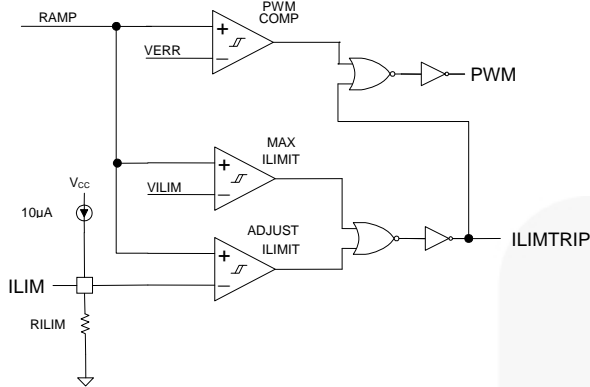 PWM
COMP
RAMP
+
VERR
−
PWM
MAX
ILIMIT
+
VILIM
−
VCC
10µA
ADJUST
ILIMIT
+
ILIMTRIP
ILIM
−
RILIM